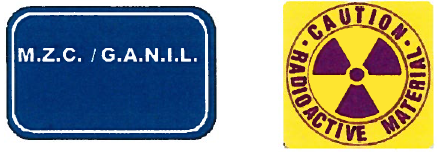 M.Z.C. / G.A.N.I.L.
· CAUTION ·
RADIOACTIVE MATERIAL